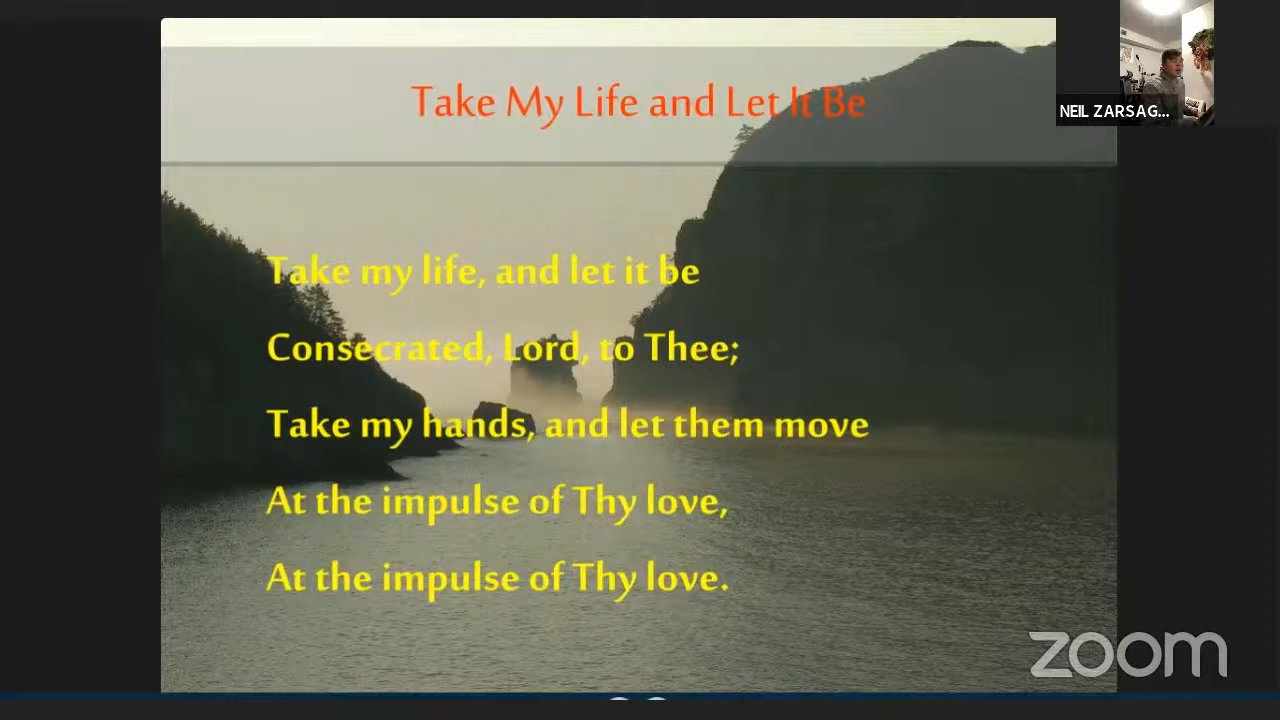 Take My Life and Let It Be
NEIL ZARSAG...
Take my life, and let it be
Consecrated, Lord, to Thee;
Take my hands, and let them move
At the impulse of Thy love,
At the impulse of Thy love.
zoom